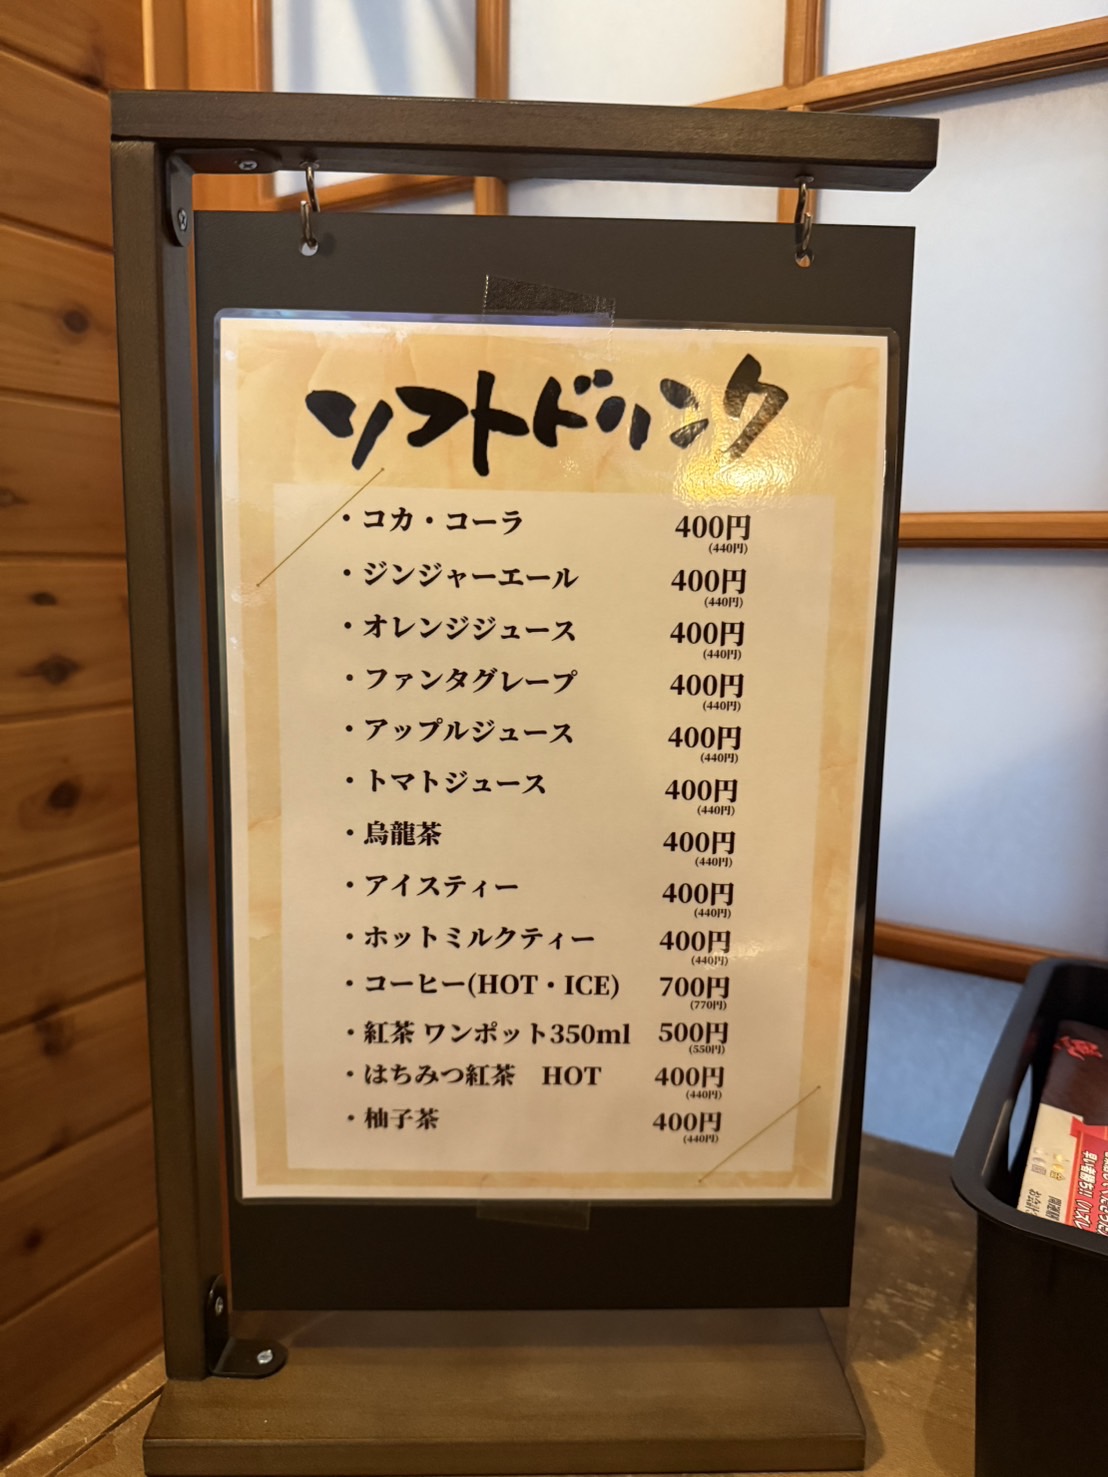 ソフトドリンク
・コカ・コーラ 400円
(440円)
・ジンジャーエール 400円
(440円)
・オレンジジュース 400円
(440円)
・ファンタグレープ 400円
(440円)
・アップルジュース 400円
(440円)
・トマトジュース 400円
(440円)
・烏龍茶 400円
(440円)
・アイスティー 400円
(440円)
・ホットミルクティー 400円
(440円)
・コーヒー(HOT・ICE) 700円
(770円)
・紅茶 ワンポット350ml 500円
(550円)
・はちみつ紅茶　HOT 400円
(440円)
・柚子茶 400円
(440円)